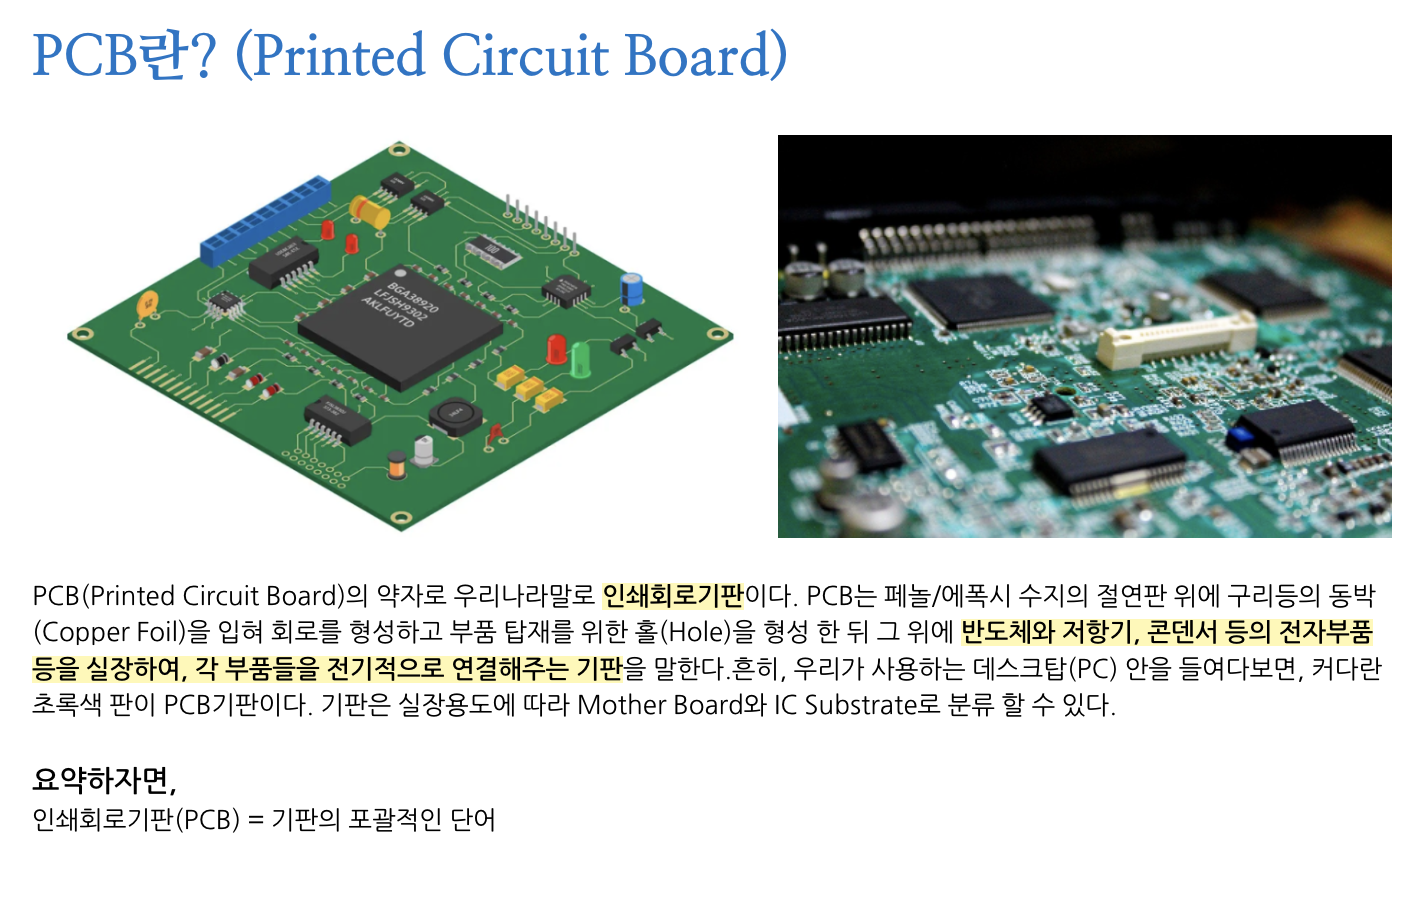 PCB란? (Printed Circuit Board)
BGA38920
LFJSH9302
AKLFUYTD
PCB(Printed Circuit Board)의 약자로 우리나라말로 인쇄회로기판이다. PCB는 페놀/에폭시 수지의 절연판 위에 구리등의 동박
(Copper Foil)을 입혀 회로를 형성하고 부품 탑재를 위한 홀(Hole)을 형성 한 뒤 그 위에 반도체와 저항기, 콘덴서 등의 전자부품
등을 실장하여, 각 부품들을 전기적으로 연결해주는 기판을 말한다.흔히, 우리가 사용하는 데스크탑(PC) 안을 들여다보면, 커다란
초록색 판이 PCB기판이다. 기판은 실장용도에 따라 Mother Board와 IC Substrate로 분류 할 수 있다.
요약하자면,
인쇄회로기판(PCB) = 기판의 포괄적인 단어